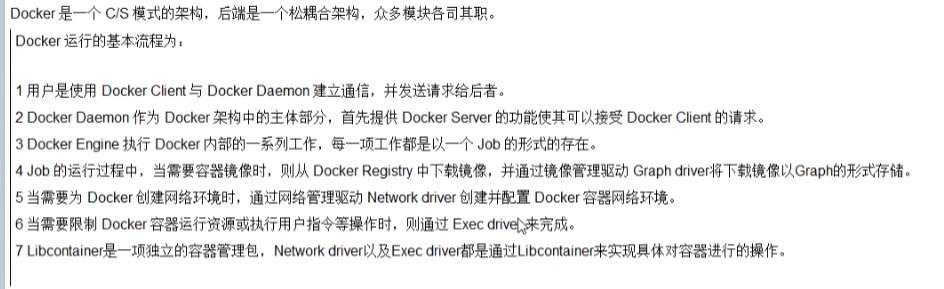 Docker 是一个 C/S 模式的架构，后端是一个松耦合架构，众多模块各司其职。
Docker 运行的基本流程为：
1 用户是使用 Docker Client 与 Docker Daemon 建立通信，并发送请求给后者。
2 Docker Daemon 作为 Docker 架构中的主体部分，首先提供 Docker Server 的功能使其可以接受 Docker Client 的请求。
3 Docker Engine 执行 Docker 内部的一系列工作，每一项工作都是以一个 Job 的形式的存在。
4 Job 的运行过程中，当需要容器镜像时，则从 Docker Registry 中下载镜像，并通过镜像管理驱动 Graph driver将下载镜像以Graph的形式存储。
5 当需要为 Docker 创建网络环境时，通过网络管理驱动 Network driver 创建并配置 Docker 容器网络环境。
6 当需要限制 Docker 容器运行资源或执行用户指令等操作时，则通过 Exec driver来完成。
7 Libcontainer是一项独立的容器管理包，Network driver以及Exec driver都是通过Libcontainer来实现具体对容器进行的操作。